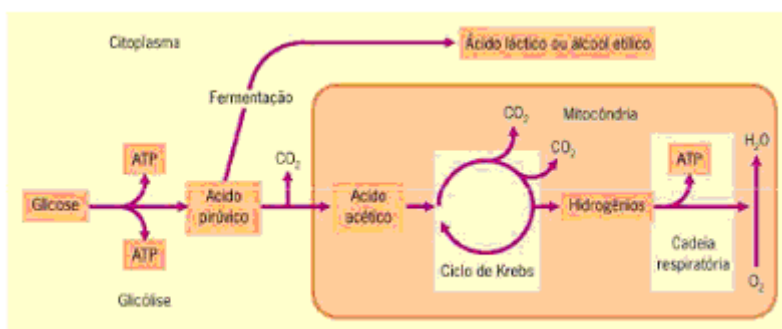 Citoplasma
Ácido láctico ou álcool etílico
Fermentação
CO2
Mitocôndria
CO2
H2O
ATP
CO2
ATP
Glicose
Ácido
pirúvico
Ácido
acético
Hidrogênios
ATP
Ciclo de Krebs
Cadeia
respiratória
O2
Glicólise